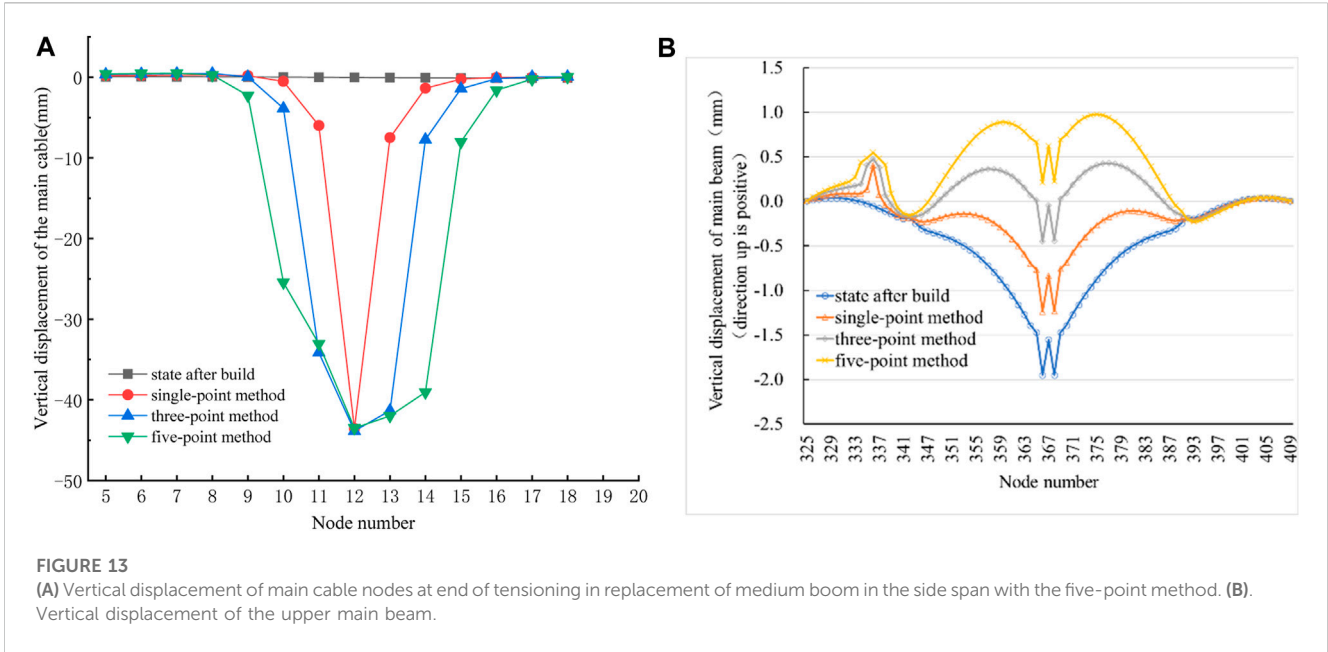 A
Vertical displacement of the main cable(mm)
0
−10
−20
−30
−40
−50
state after build
single-point method
three-point method
five-point method
5 6 7 8 9 10 11 12 13 14 15 16 17 18 19 20
Node number
B
Vertical displacement of main beam (mm)
(direction up is positive)
1.5
1.0
0.5
0.0
-0.5
-1.0
-1.5
-2.0
-2.5
state after build
single-point method
three-point method
five-point method
325 329 333 337 341 347 351 355 359 363 367 371 375 379 383 387 393 397 401 405 409
Node number
FIGURE 13
(A) Vertical displacement of main cable nodes at end of tensioning in replacement of medium boom in the side span with the five-point method. (B).
Vertical displacement of the upper main beam.